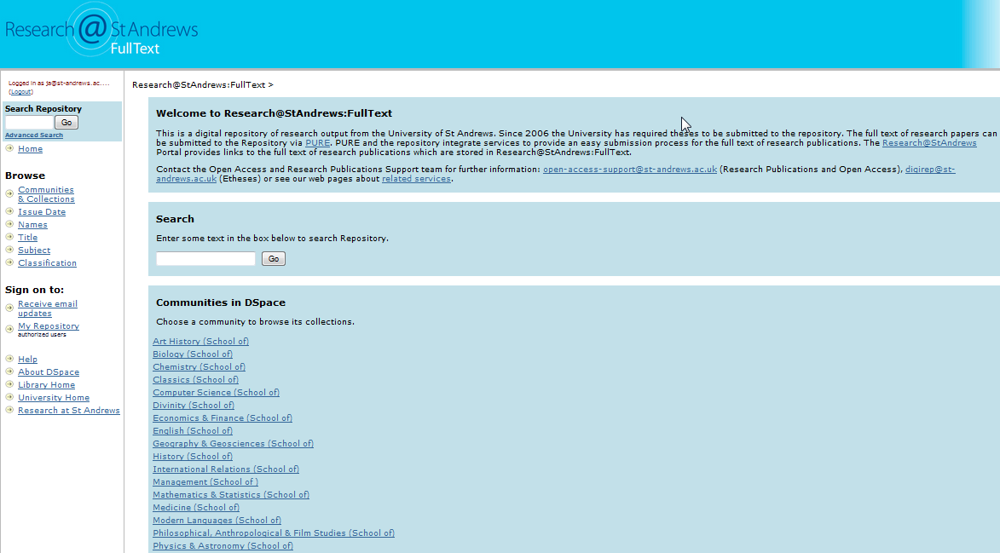 Research@StAndrews
FullText
Logged in as ja@st-andrews.ac....
(Logout)
Search Repository
Go
Advanced Search
Home
Browse
Communities
& Collections
Issue Date
Names
Title
Subject
Classification
Sign on to:
Receive email
updates
My Repository
authorized users
Help
About DSpace
Library Home
University Home
Research at St Andrews
Research@StAndrews:FullText >
Welcome to Research@StAndrews:FullText
This is a digital repository of research output from the University of St Andrews. Since 2006 the University has required theses to be submitted to the repository. The full text of research papers can
be submitted to the Repository via PURE. PURE and the repository integrate services to provide an easy submission process for the full text of research publications. The Research@StAndrews
Portal provides links to the full text of research publications which are stored in Research@StAndrews:FullText.
Contact the Open Access and Research Publications Support team for further information: open-access-support@st-andrews.ac.uk (Research Publications and Open Access), digirep@st-
andrews.ac.uk (Etheses) or see our web pages about related services.
Search
Enter some text in the box below to search Repository.
Go
Communities in DSpace
Choose a community to browse its collections.
Art History (School of)
Biology (School of)
Chemistry (School of)
Classics (School of)
Computer Science (School of)
Divinity (School of)
Economics & Finance (School of)
English (School of)
Geography & Geosciences (School of)
History (School of)
International Relations (School of)
Management (School of )
Mathematics & Statistics (School of)
Medicine (School of)
Modern Languages (School of)
Philosophical, Anthropological & Film Studies (School of)
Physics & Astronomy (School of)